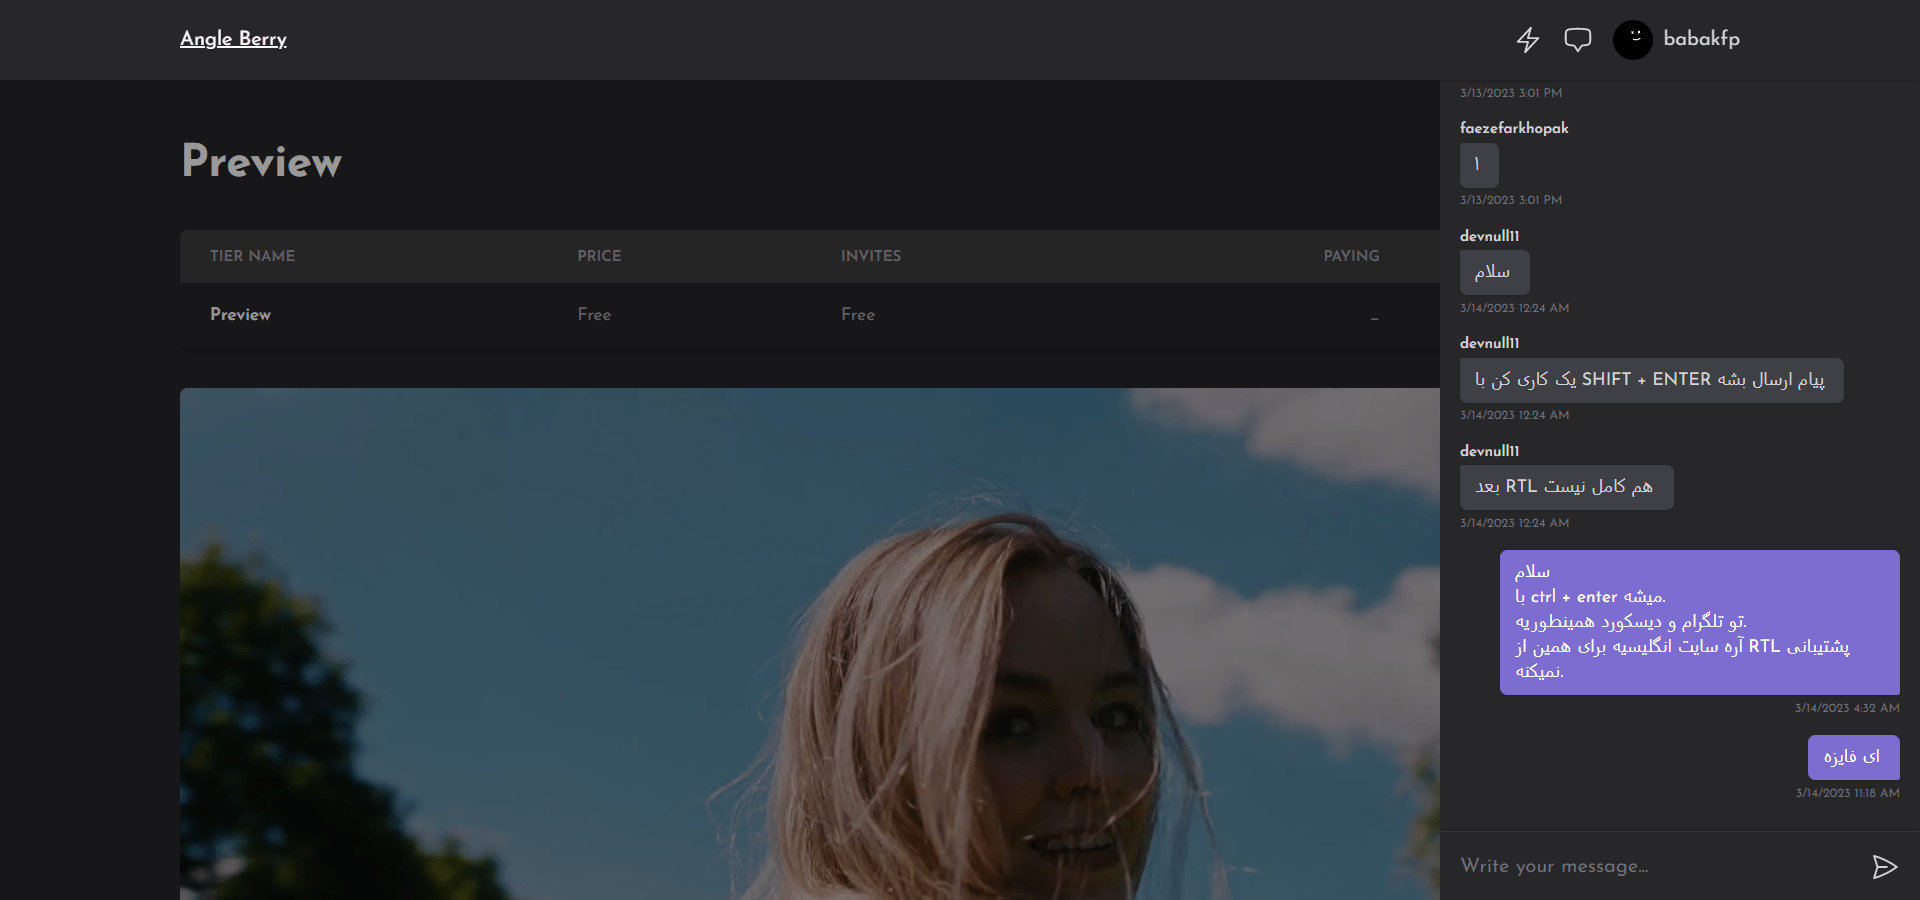 Angle Berry
babakfp
Preview
TIER NAME PRICE INVITES PAYING
Preview Free Free –
3/13/2023 3:01 PM
faezefarkhopak
۱
3/13/2023 3:01 PM
devnull11
سلام
3/14/2023 12:24 AM
devnull11
یک کاری کن با SHIFT + ENTER پیام ارسال بشه
3/14/2023 12:24 AM
devnull11
بعد RTL هم کامل نیست
3/14/2023 12:24 AM
سلام
با ctrl + enter میشه.
تو تلگرام و دیسکورد همینطوریه.
آره سایت انگلیسیه برای همین از RTL پشتیبانی
نمیکنه.
3/14/2023 4:32 AM
ای فایزه
3/14/2023 11:18 AM
Write your message...